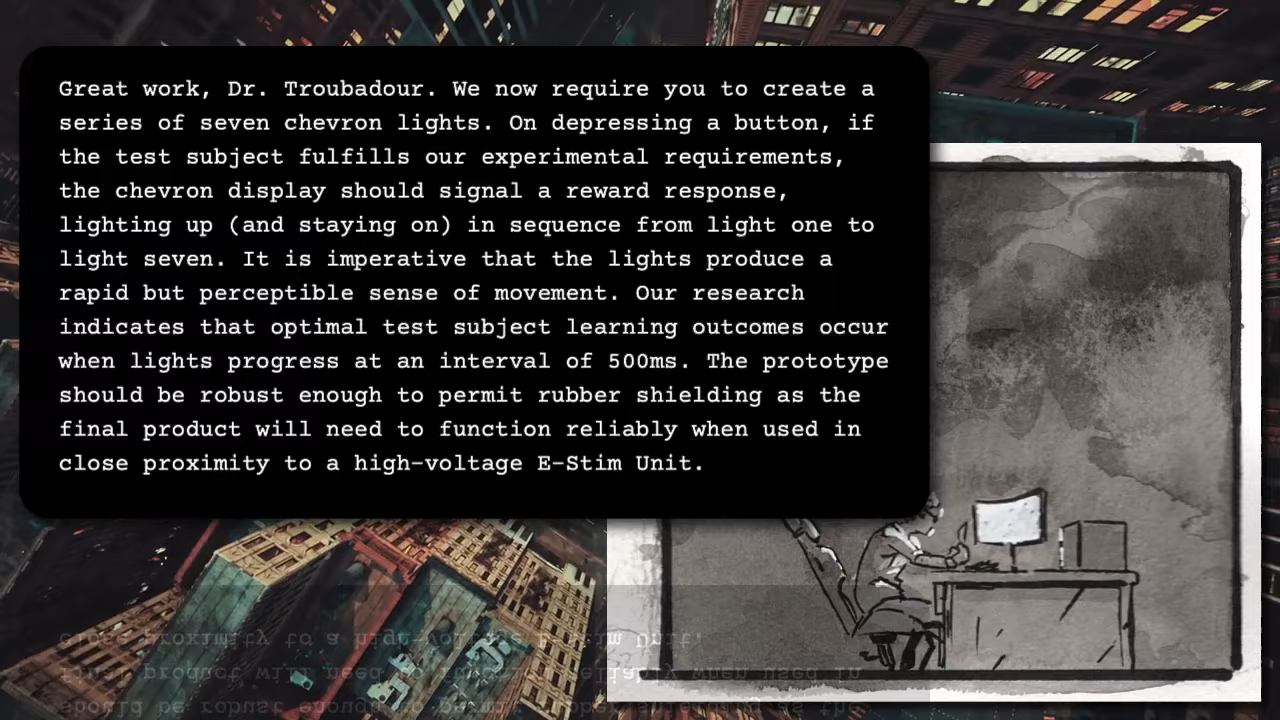 Great work, Dr. Troubadour. We now require you to create a
series of seven chevron lights. On depressing a button, if
the test subject fulfills our experimental requirements,
the chevron display should signal a reward response,
lighting up (and staying on) in sequence from light one to
light seven. It is imperative that the lights produce a
rapid but perceptible sense of movement. Our research
indicates that optimal test subject learning outcomes occur
when lights progress at an interval of 500ms. The prototype
should be robust enough to permit rubber shielding as the
final product will need to function reliably when used in
close proximity to a high-voltage E-Stim Unit.